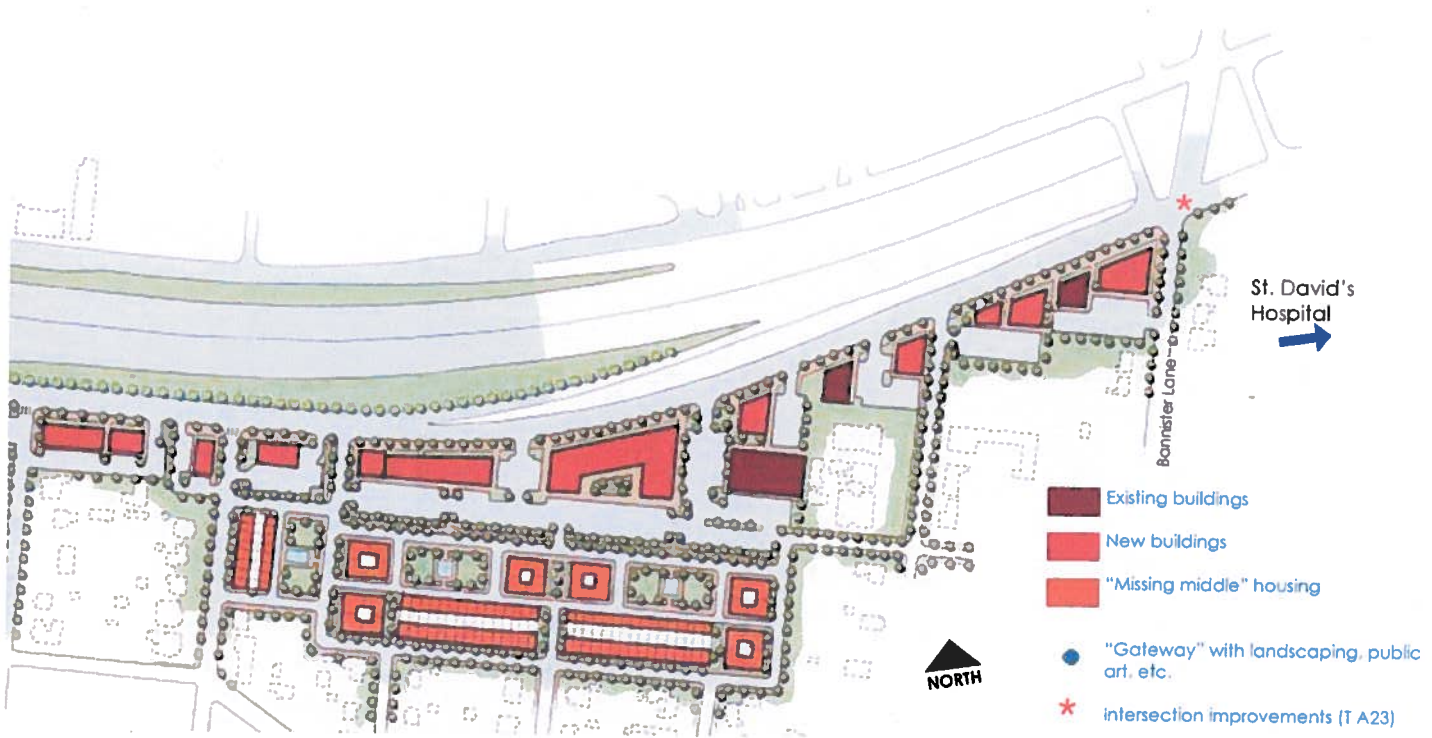 St. David's
Hospital
Bannister Lane
Existing buildings
New buildings
"Missing middle" housing
"Gateway" with landscaping, public
art, etc.
intersection improvements (T A23)
NORTH